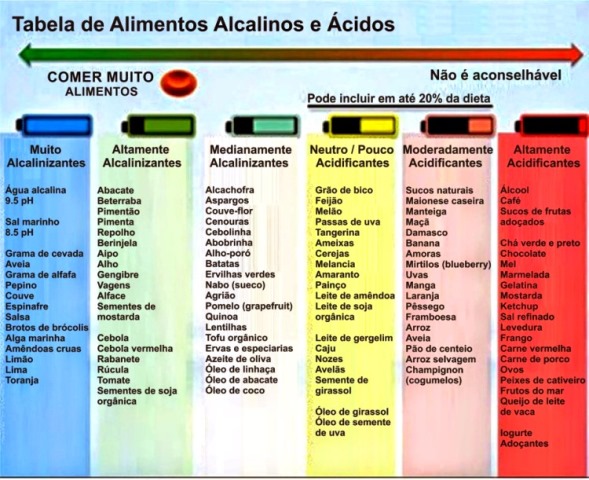 Tabela de Alimentos Alcalinos e Ácidos
COMER MUITO
ALIMENTOS
Não é aconselhável
Pode incluir em até 20% da dieta
Muito
Alcalinizantes
Água alcalina
9.5 pH
Sal marinho
8.5 pH
Grama de cevada
Aveia
Grama de alfafa
Pepino
Couve
Espinafre
Salsa
Brotos de brócolis
Alga marinha
Amêndoas cruas
Limão
Lima
Toranja
Altamente
Alcalinizantes
Abacate
Beterraba
Pimentão
Pimenta
Repolho
Berinjela
Aipo
Alho
Gengibre
Vagens
Alface
Sementes de
mostarda
Cebola
Cebola vermelha
Rabanete
Rúcula
Tomate
Sementes de soja
orgânica
Medianamente
Alcalinizantes
Alcachofra
Aspargos
Couve-flor
Cenouras
Cebolinha
Abobrinha
Alho-poró
Batatas
Ervilhas verdes
Nabo (sueco)
Agrião
Pomelo (grapefruit)
Quinoa
Lentilhas
Tofu orgânico
Ervas e especiarias
Azeite de oliva
Óleo de linhaça
Óleo de abacate
Óleo de coco
Neutro / Pouco
Acidificantes
Grão de bico
Feijão
Melão
Passas de uva
Tangerina
Ameixas
Cerejas
Melancia
Amaranto
Painço
Leite de amêndoa
Leite de soja
orgânica
Leite de gergelim
Caju
Nozes
Avelãs
Semente de
girassol
Óleo de girassol
Óleo de semente
de uva
Moderadamente
Acidificantes
Sucos naturais
Maionese caseira
Manteiga
Maçã
Damasco
Banana
Amoras
Mirtilos (blueberry)
Uvas
Manga
Laranja
Pêssego
Framboesa
Arroz
Aveia
Pão de centeio
Arroz selvagem
Champignon
(cogumelos)
Altamente
Acidificantes
Álcool
Café
Sucos de frutas
adoçados
Chá verde e preto
Chocolate
Mel
Marmelada
Gelatina
Mostarda
Ketchup
Sal refinado
Levedura
Frango
Carne vermelha
Carne de porco
Ovos
Peixes de cativeiro
Frutos do mar
Queijo de leite
de vaca
Iogurte
Adoçantes